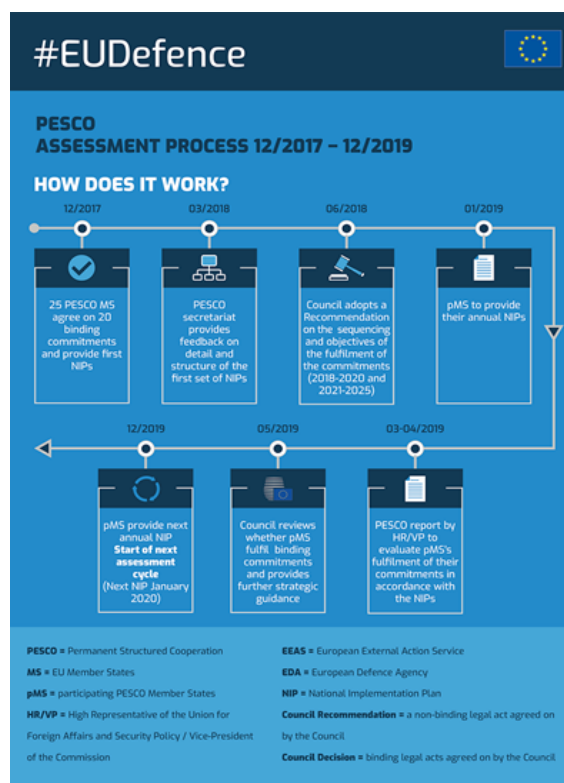 #EUDefence
PESCO
ASSESSMENT PROCESS 12/2017 – 12/2019
HOW DOES IT WORK?
12/2017
25 PESCO MS
agree on 20
binding
commitments
and provide first
NIPs
03/2018
PESCO
secretariat
provides
feedback on
detail and
structure of the
first set of NIPs
06/2018
Council adopts a
Recommendation
on the sequencing
and objectives of
the fulfilment of
the commitments
(2018-2020 and
2021-2025)
01/2019
pMS to provide
their annual NIPs
03-04/2019
PESCO report by
HR/VP to
evaluate pMS's
fulfilment of their
commitments in
accordance with
the NIPs
05/2019
Council reviews
whether pMS
fulfil binding
commitments
and provides
further strategic
guidance
12/2019
pMS provide next
annual NIP
Start of next
assessment
cycle
(Next NIP January
2020)
PESCO = Permanent Structured Cooperation
MS = EU Member States
pMS = participating PESCO Member States
HR/VP = High Representative of the Union for
Foreign Affairs and Security Policy / Vice-President
of the Commission
EEAS = European External Action Service
EDA = European Defence Agency
NIP = National Implementation Plan
Council Recommendation = a non-binding legal act agreed on
by the Council
Council Decision = binding legal acts agreed on by the Council